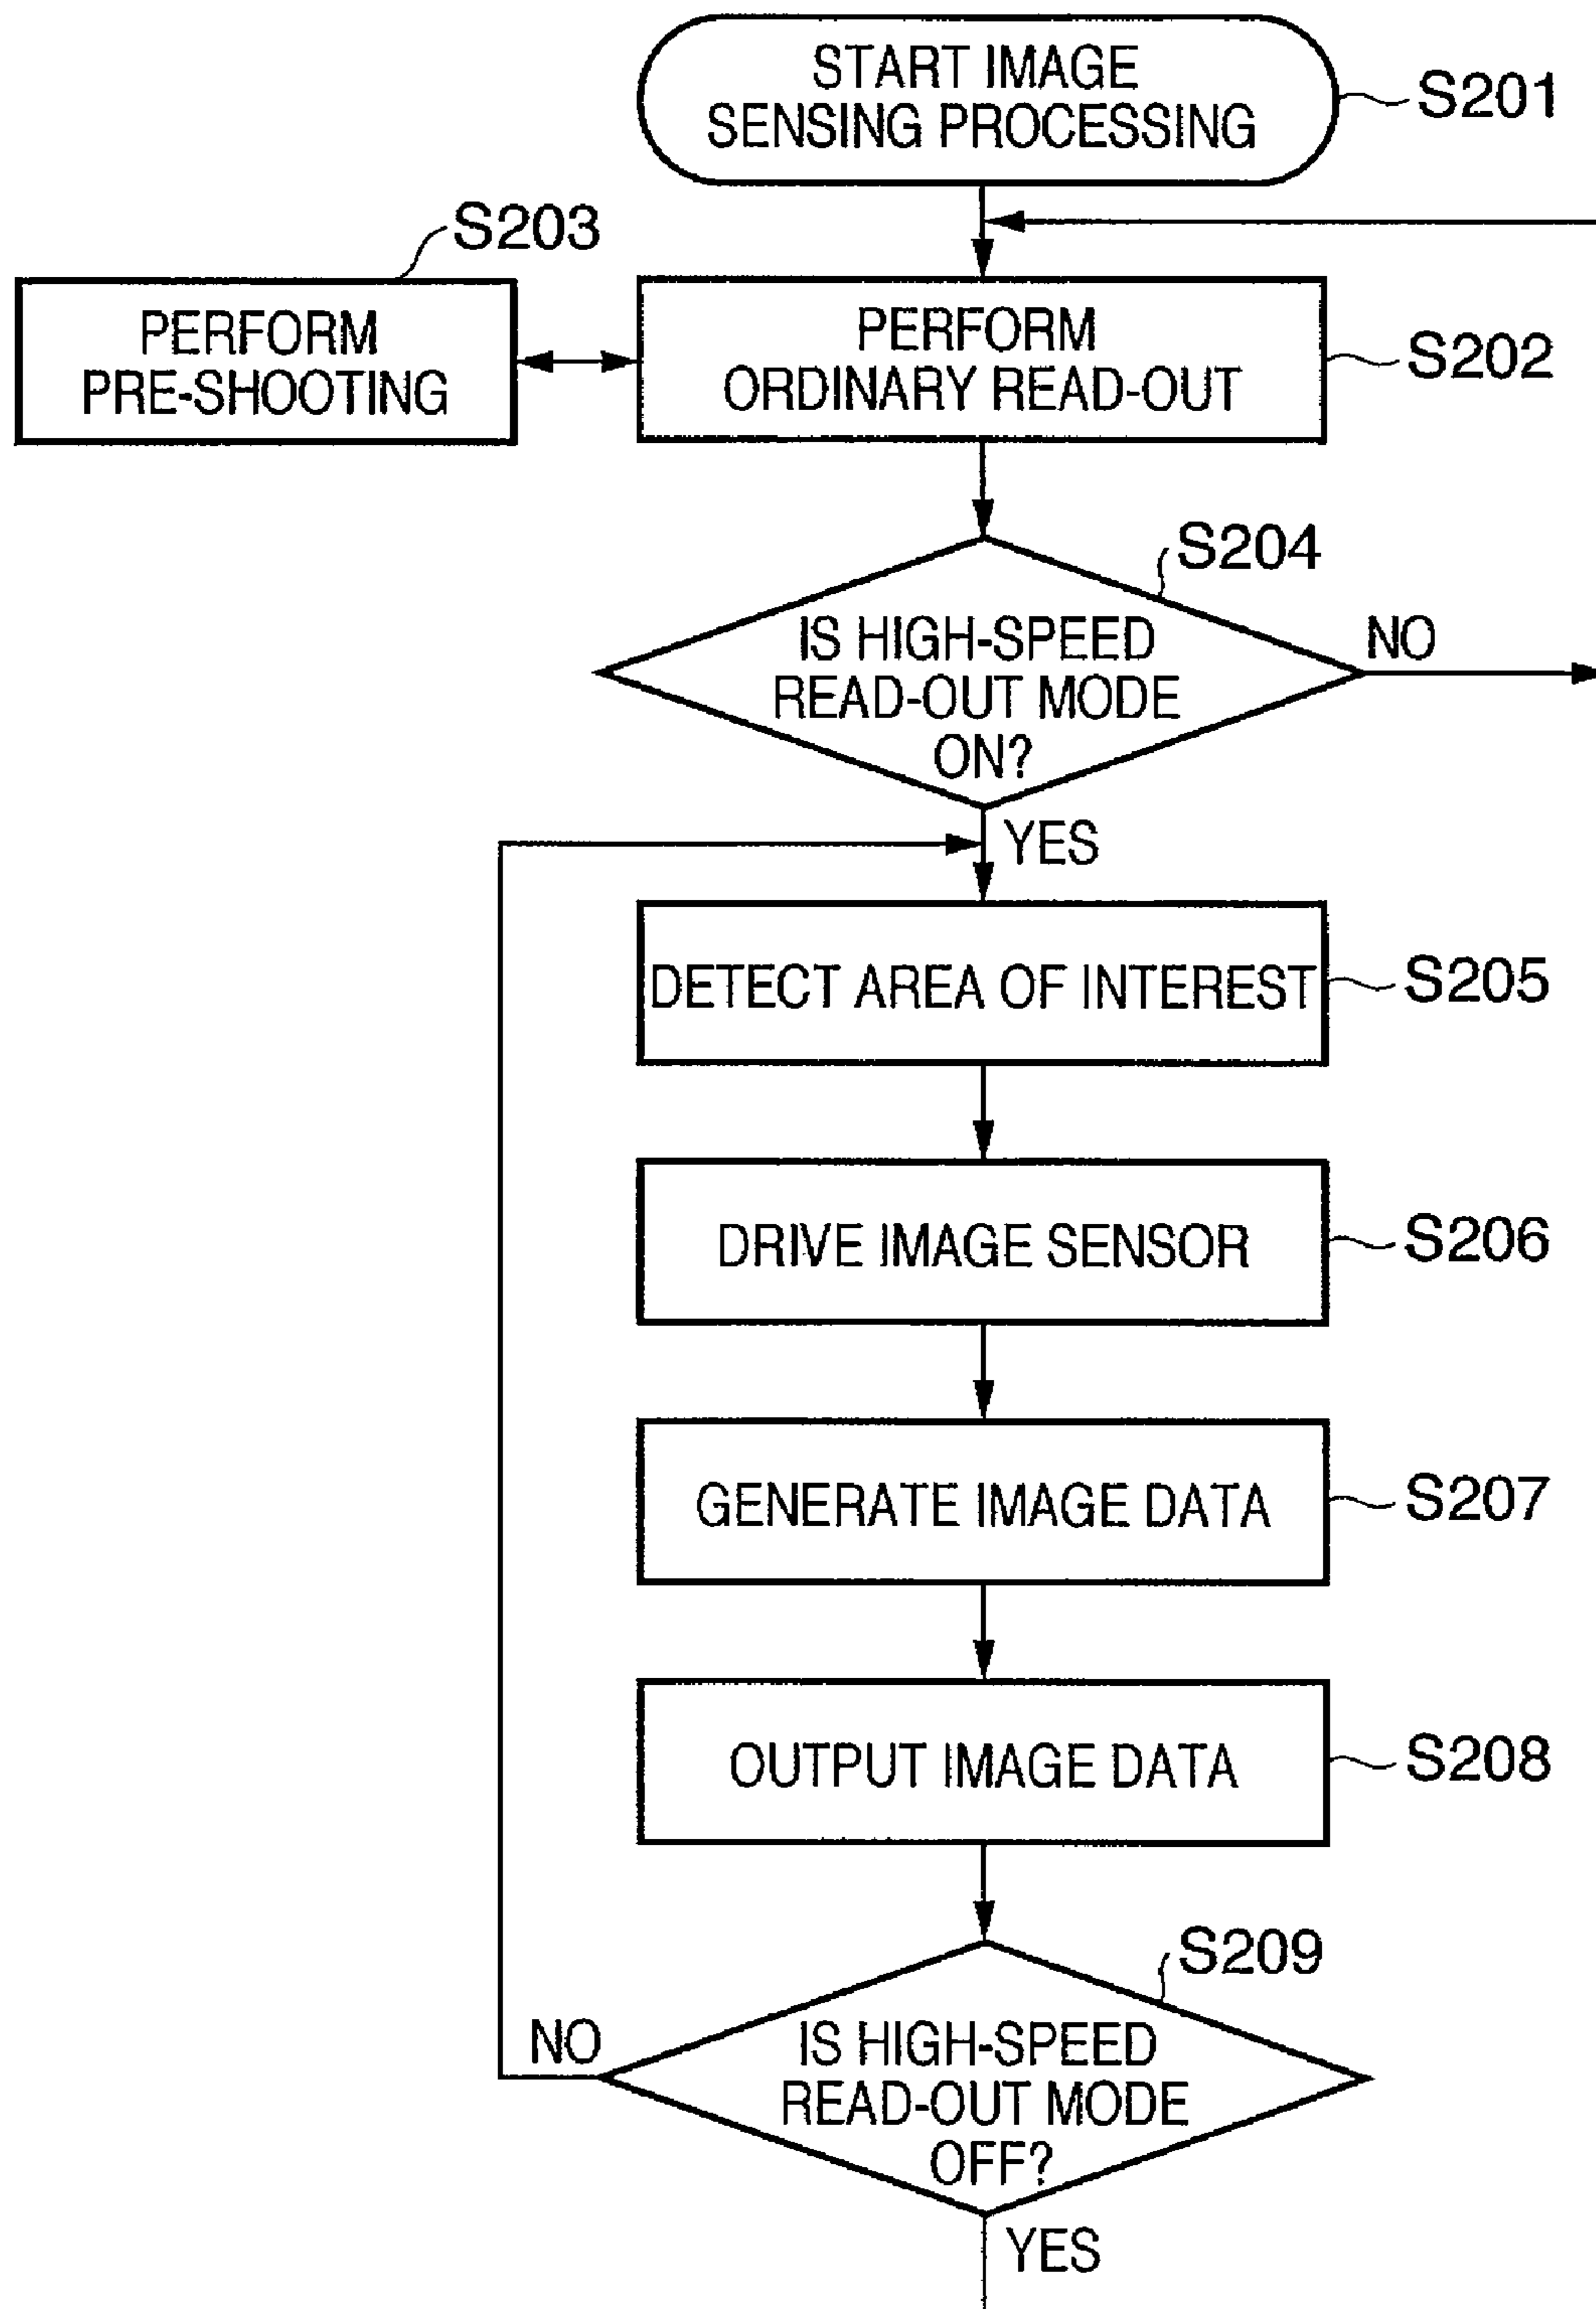 START IMAGE
SENSING PROCESSING
S201
S203
PERFORM
PRE-SHOOTING
PERFORM
ORDINARY READ-OUT
S202
S204
IS HIGH-SPEED
READ-OUT MODE
ON?
NO
YES
DETECT AREA OF INTEREST
S205
DRIVE IMAGE SENSOR
S206
GENERATE IMAGE DATA
S207
OUTPUT IMAGE DATA
S208
S209
NO
IS HIGH-SPEED
READ-OUT MODE
OFF?
YES